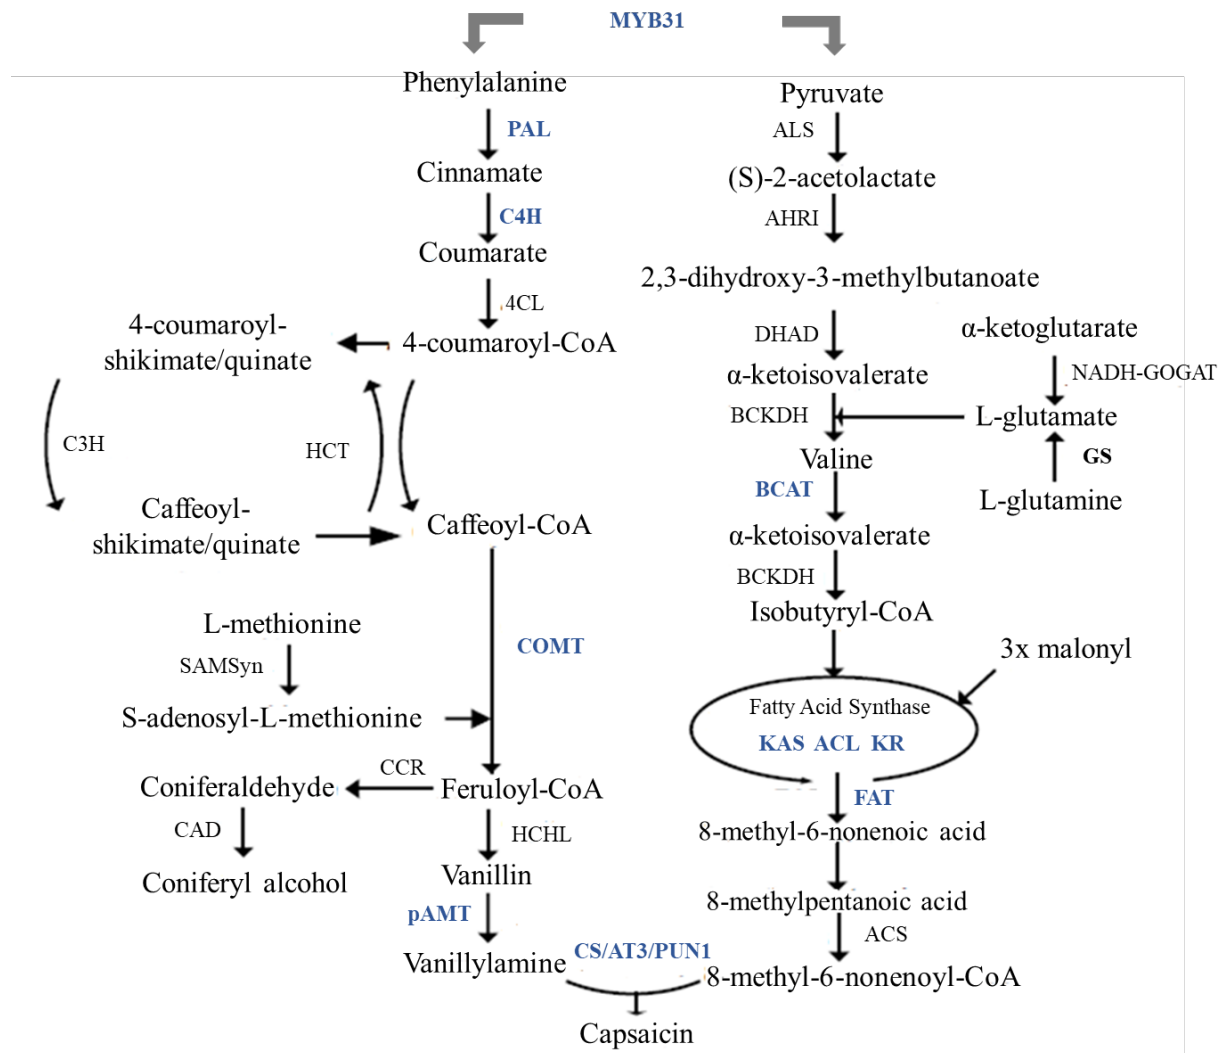 MYB31
Phenylalanine
PAL
Cinnamate
C4H
Coumarate
4CL
4-coumaroyl-
shikimate/quinate
4-coumaroyl-CoA
C3H
HCT
Caffeoyl-
shikimate/quinate
Caffeoyl-CoA
L-methionine
SAMSyn
COMT
S-adenosyl-L-methionine
Coniferaldehyde
CCR
Feruloyl-CoA
CAD
HCHL
Coniferyl alcohol
Vanillin
pAMT
Vanillylamine
CS/AT3/PUN1
Capsaicin
Pyruvate
ALS
(S)-2-acetolactate
AHRI
2,3-dihydroxy-3-methylbutanoate
DHAD
α-ketoglutarate
α-ketoisovalerate
NADH-GOGAT
BCKDH
L-glutamate
Valine
GS
BCAT
L-glutamine
α-ketoisovalerate
BCKDH
Isobutyryl-CoA
3x malonyl
Fatty Acid Synthase
KAS ACL KR
FAT
8-methyl-6-nonenoic acid
8-methylpentanoic acid
ACS
8-methyl-6-nonenoyl-CoA